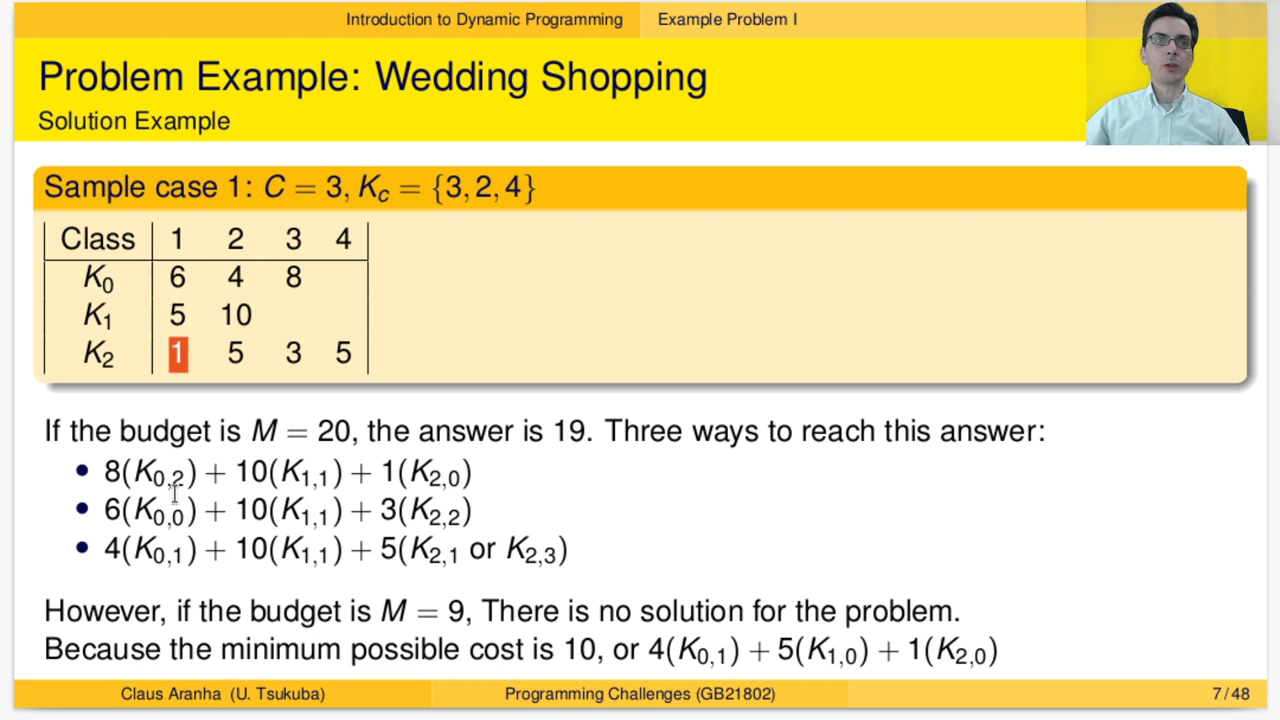 Introduction to Dynamic Programming Example Problem I
Problem Example: Wedding Shopping
Solution Example
Sample case 1: C = 3, K_c = {3, 2, 4}
Class 1 2 3 4
K_0 6 4 8
K_1 5 10
K_2 1 5 3 5
If the budget is M = 20, the answer is 19. Three ways to reach this answer:
• 8(K_0,2) + 10(K_1,1) + 1(K_2,0)
• 6(K_0,0) + 10(K_1,1) + 3(K_2,2)
• 4(K_0,1) + 10(K_1,1) + 5(K_2,1 or K_2,3)
However, if the budget is M = 9, There is no solution for the problem.
Because the minimum possible cost is 10, or 4(K_0,1) + 5(K_1,0) + 1(K_2,0)
Claus Aranha (U. Tsukuba) Programming Challenges (GB21802) 7 / 48